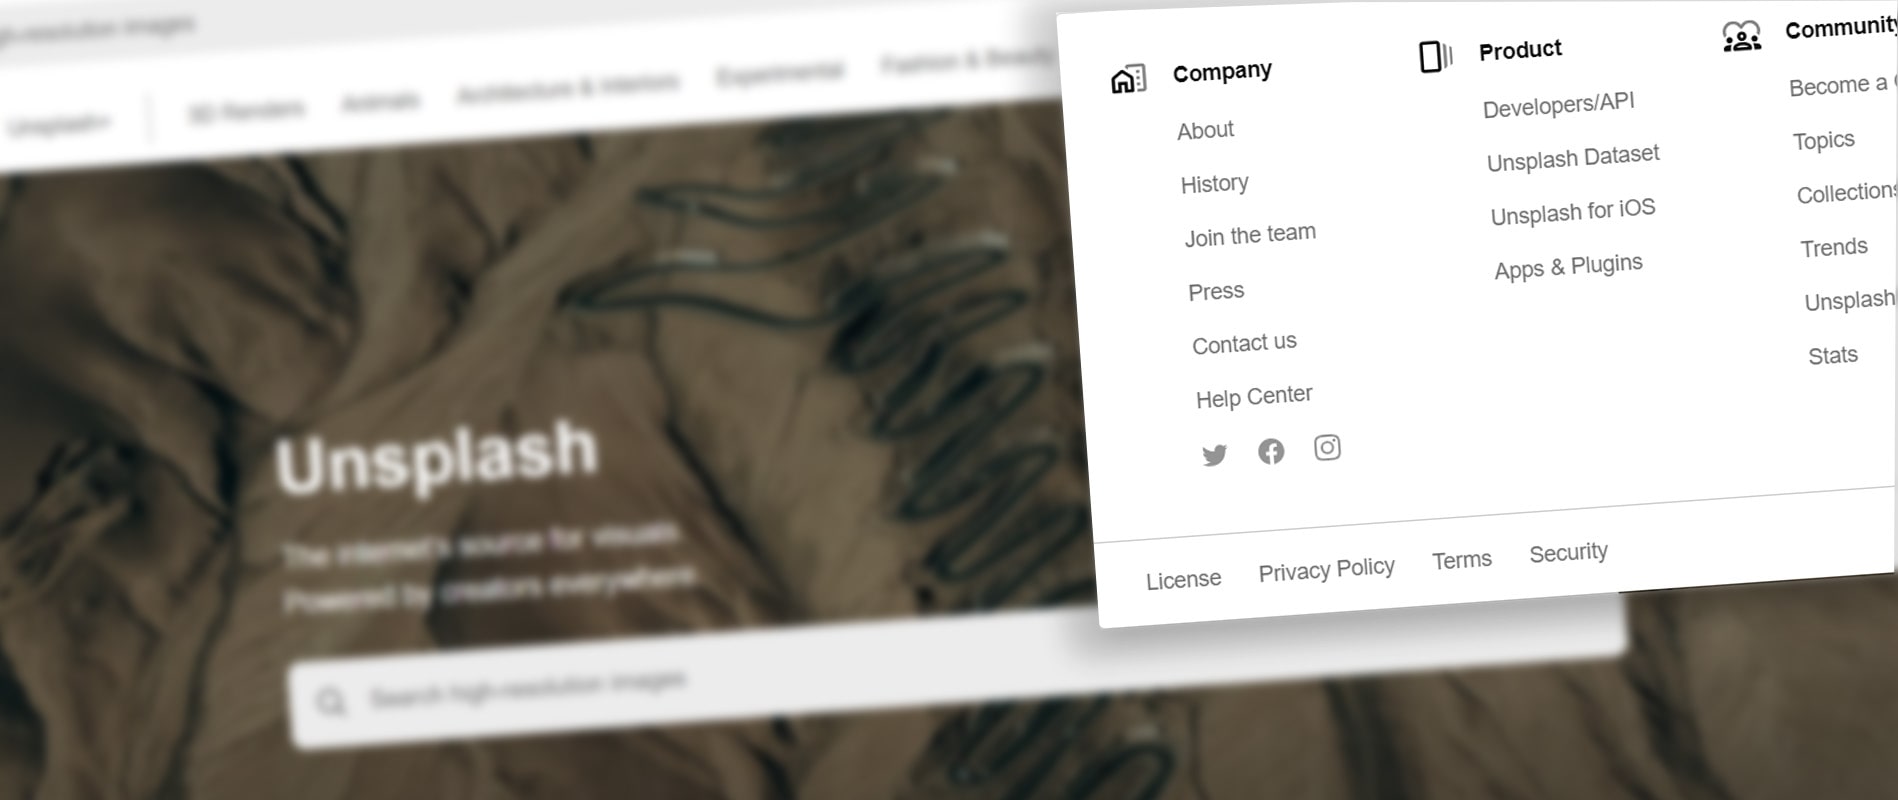 high-resolution images
Unsplash+
3D Renders
Animals
Architecture & Interiors
Experimental
Fashion & Beauty
Unsplash
The internet's source for visuals.
Powered by creators everywhere.
Search high-resolution images
Company
About
History
Join the team
Press
Contact us
Help Center
Product
Developers/API
Unsplash Dataset
Unsplash for iOS
Apps & Plugins
Community
Become a
Topics
Collections
Trends
Unsplash
Stats
License
Privacy Policy
Terms
Security